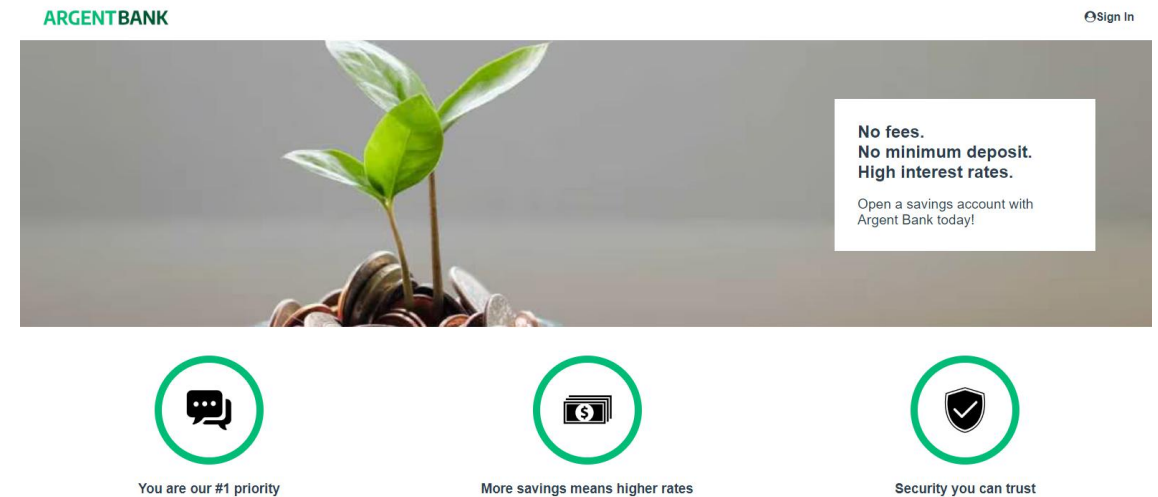 ARGENTBANK
Sign In
No fees.
No minimum deposit.
High interest rates.
Open a savings account with
Argent Bank today!
$
You are our #1 priority
More savings means higher rates
Security you can trust